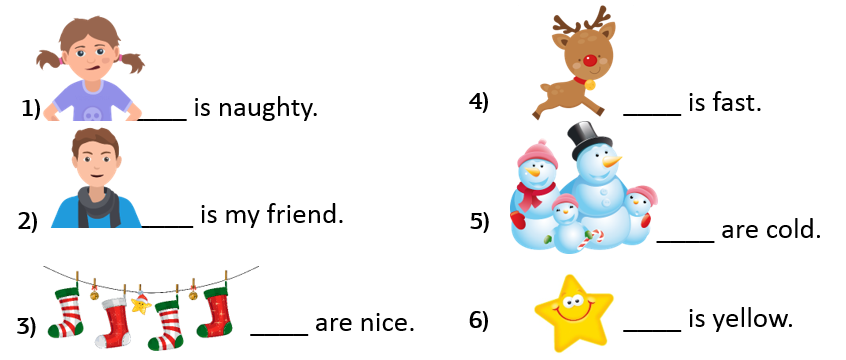 1) ____ is naughty.
2) ____ is my friend.
3) ____ are nice.
4) ____ is fast.
5) ____ are cold.
6) ____ is yellow.